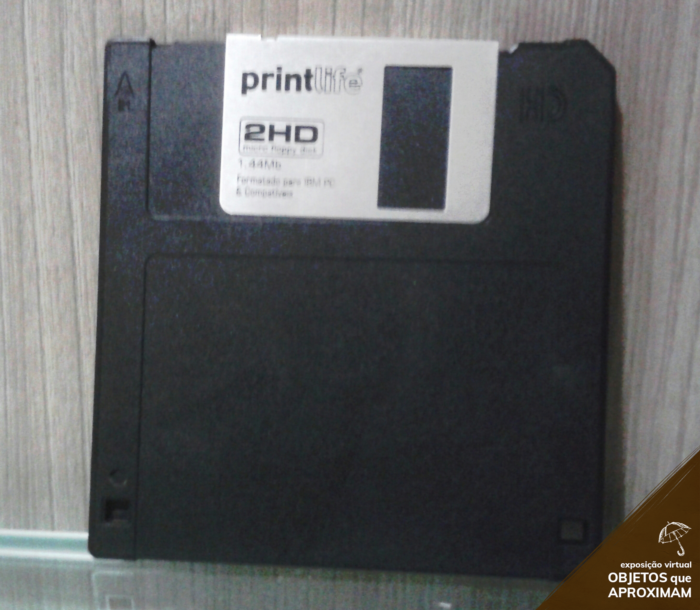 printlife
HD
2HD
micro floppy disk
1.44Mb
Formatado para IBM PC
& Compatíveis
exposição virtual
OBJETOS que
APROXIMAM